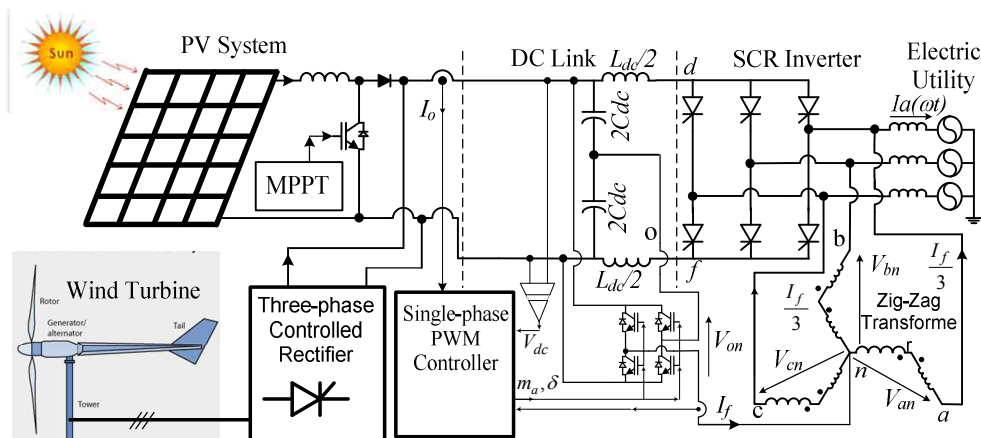 Sun
PV System
MPPT
I_o
DC Link
L_dc/2
2Cdc
2Cdc
o
L_dc/2
d
f
SCR Inverter
Electric
Utility
Ia(ωt)
b
V_bn
I_f/3
I_f/3
Zig-Zag
Transforme
r
n
V_cn
V_an
c
a
Wind Turbine
Rotor
Generator/
alternator
Tail
Tower
Three-phase
Controlled
Rectifier
Single-phase
PWM
Controller
V_dc
m_a, δ
V_on
I_f